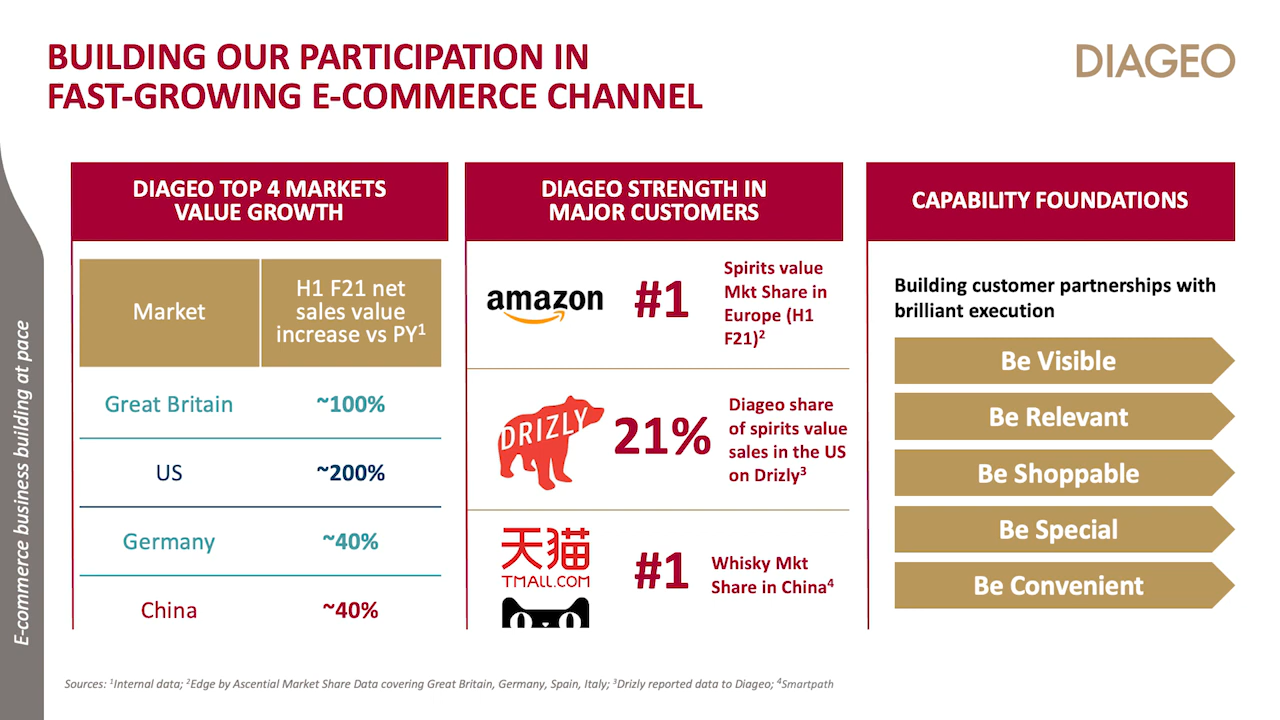 BUILDING OUR PARTICIPATION IN
FAST-GROWING E-COMMERCE CHANNEL
DIAGEO
E-commerce business building at pace
DIAGEO TOP 4 MARKETS
VALUE GROWTH
Market
H1 F21 net
sales value
increase vs PY¹
Great Britain
~100%
US
~200%
Germany
~40%
China
~40%
DIAGEO STRENGTH IN
MAJOR CUSTOMERS
amazon
#1
Spirits value
Mkt Share in
Europe (H1
F21)²
DRIZLY
21%
Diageo share
of spirits value
sales in the US
on Drizly³
天猫
TMALL.COM
#1
Whisky Mkt
Share in China⁴
CAPABILITY FOUNDATIONS
Building customer partnerships with
brilliant execution
Be Visible
Be Relevant
Be Shoppable
Be Special
Be Convenient
Sources: ¹Internal data; ²Edge by Ascential Market Share Data covering Great Britain, Germany, Spain, Italy; ³Drizly reported data to Diageo; ⁴Smartpath